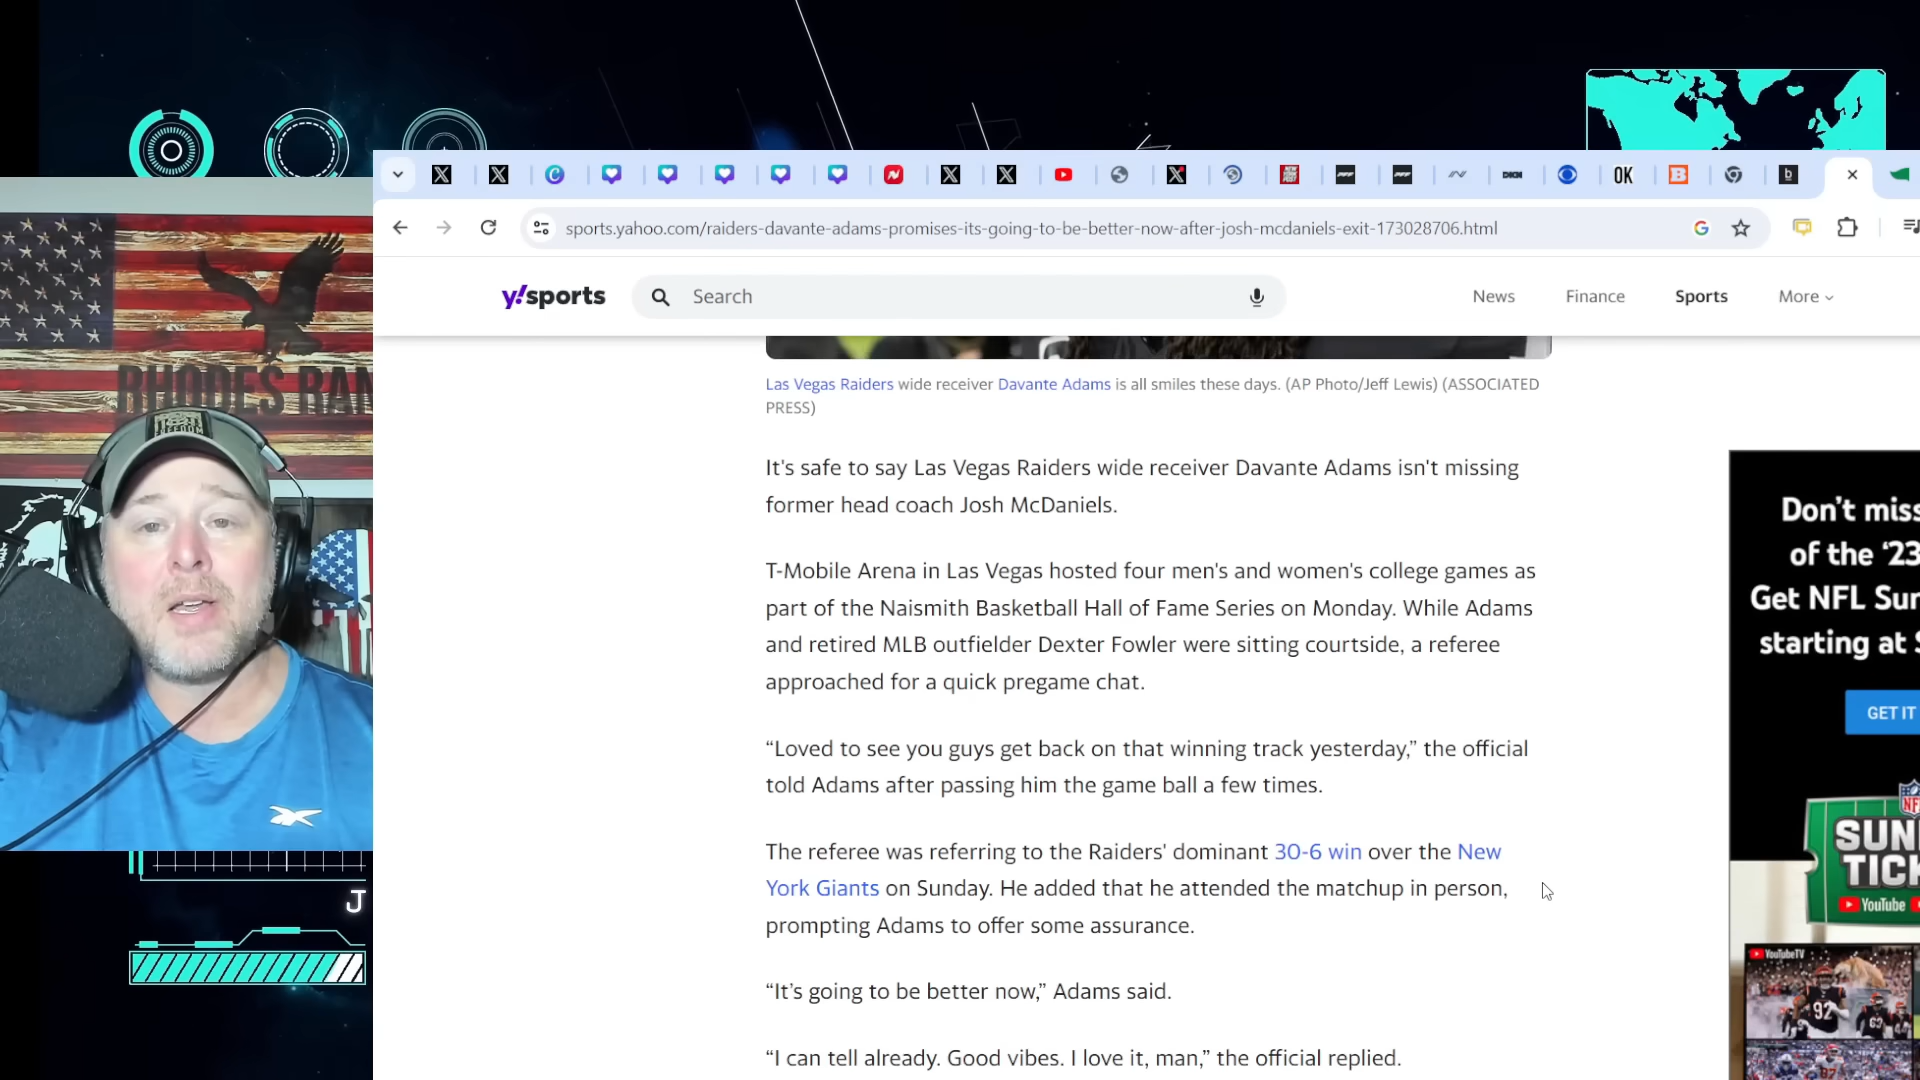 OK
sports.yahoo.com/raiders-davante-adams-promises-its-going-to-be-better-now-after-josh-mcdaniels-exit-173028706.html
y!sports
Search
News
Finance
Sports
More
Las Vegas Raiders wide receiver Davante Adams is all smiles these days. (AP Photo/Jeff Lewis) (ASSOCIATED
PRESS)
It's safe to say Las Vegas Raiders wide receiver Davante Adams isn't missing
former head coach Josh McDaniels.
T-Mobile Arena in Las Vegas hosted four men's and women's college games as
part of the Naismith Basketball Hall of Fame Series on Monday. While Adams
and retired MLB outfielder Dexter Fowler were sitting courtside, a referee
approached for a quick pregame chat.
“Loved to see you guys get back on that winning track yesterday,” the official
told Adams after passing him the game ball a few times.
The referee was referring to the Raiders' dominant 30-6 win over the New
York Giants on Sunday. He added that he attended the matchup in person,
prompting Adams to offer some assurance.
“It’s going to be better now,” Adams said.
“I can tell already. Good vibes. I love it, man,” the official replied.
Don’t miss
of the ‘23
Get NFL Sun
starting at $
GET IT
NFL
SUN
TICK
YouTube
YouTubeTV
92
RHODES RAN
FREEDOM
J